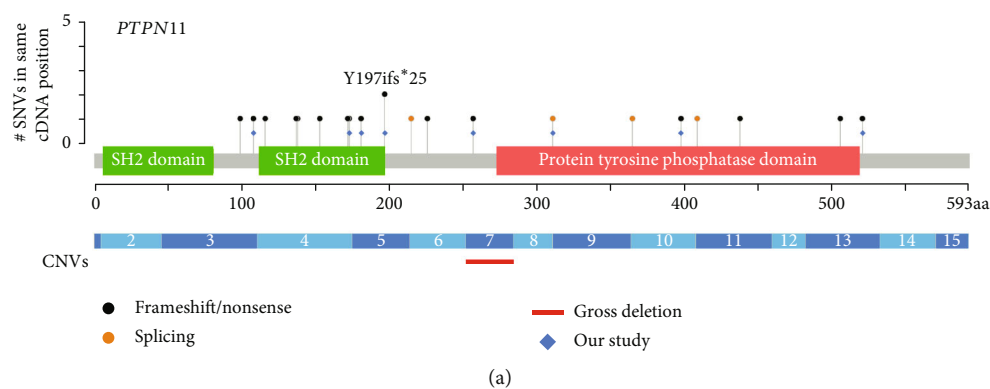 5
PTPN11
# SNVs in same
cDNA position
Y197ifs*25
0
SH2 domain
SH2 domain
Protein tyrosine phosphatase domain
0 100 200 300 400 500 593aa
2 3 4 5 6 7 8 9 10 11 12 13 14 15
CNVs
Frameshift/nonsense
Gross deletion
Splicing
Our study
(a)